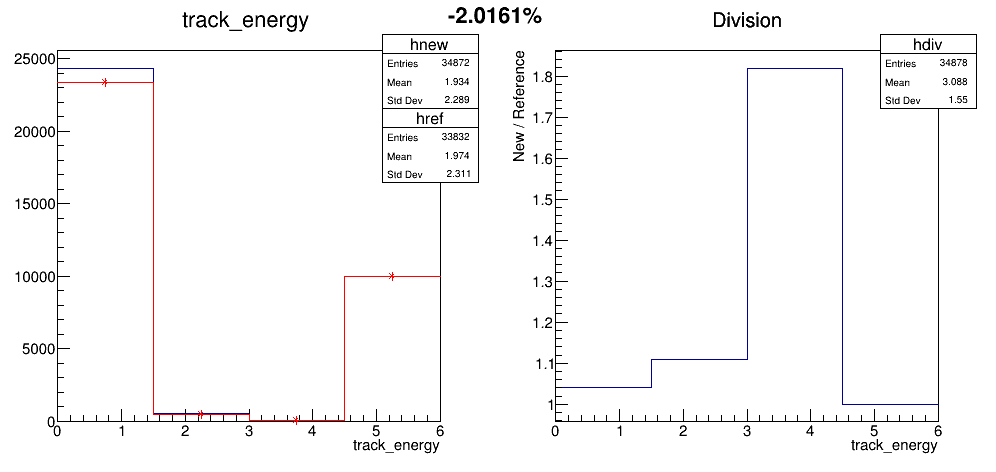 -2.0161%
track_energy
hnew
Entries 34872
Mean 1.934
Std Dev 2.289
href
Entries 33832
Mean 1.974
Std Dev 2.311
25000
20000
15000
10000
5000
0
0 1 2 3 4 5 6
track_energy
Division
hdiv
Entries 34878
Mean 3.088
Std Dev 1.55
New / Reference
1.8
1.7
1.6
1.5
1.4
1.3
1.2
1.1
1
0 1 2 3 4 5 6
track_energy